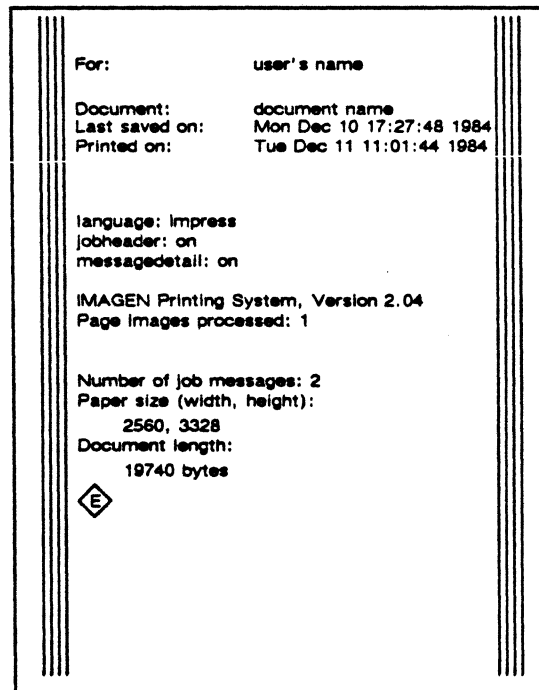 For: user's name
Document: document name
Last saved on: Mon Dec 10 17:27:48 1984
Printed on: Tue Dec 11 11:01:44 1984
language: Impress
jobheader: on
messagedetail: on
IMAGEN Printing System, Version 2.04
Page Images processed: 1
Number of job messages: 2
Paper size (width, height):
2560, 3328
Document length:
19740 bytes
E